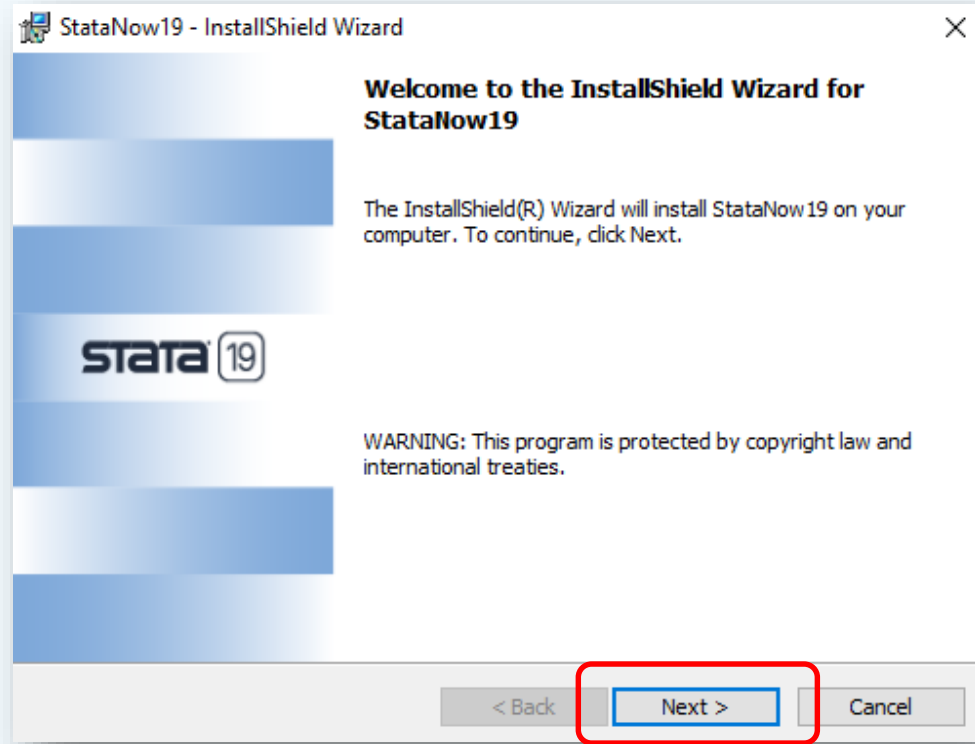 StataNow19 - InstallShield Wizard
Welcome to the InstallShield Wizard for
StataNow19
The InstallShield(R) Wizard will install StataNow19 on your
computer. To continue, click Next.
stata 19
WARNING: This program is protected by copyright law and
international treaties.
< Back
Next >
Cancel